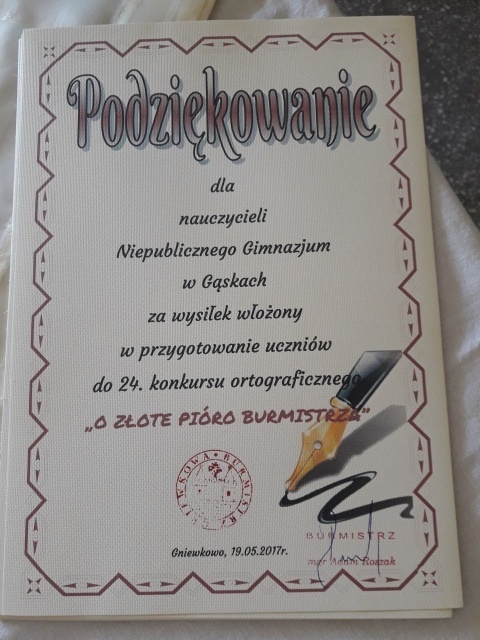 Podziękowanie
dla
nauczycieli
Niepublicznego Gimnazjum
w Gąskach
za wysiłek włożony
w przygotowanie uczniów
do 24. konkursu ortograficznego
„O ZŁOTE PIÓRO BURMISTRZA”
BURMISTRZ
mgr Adam Roszak
Gniewkowo, 19.05.2017r.